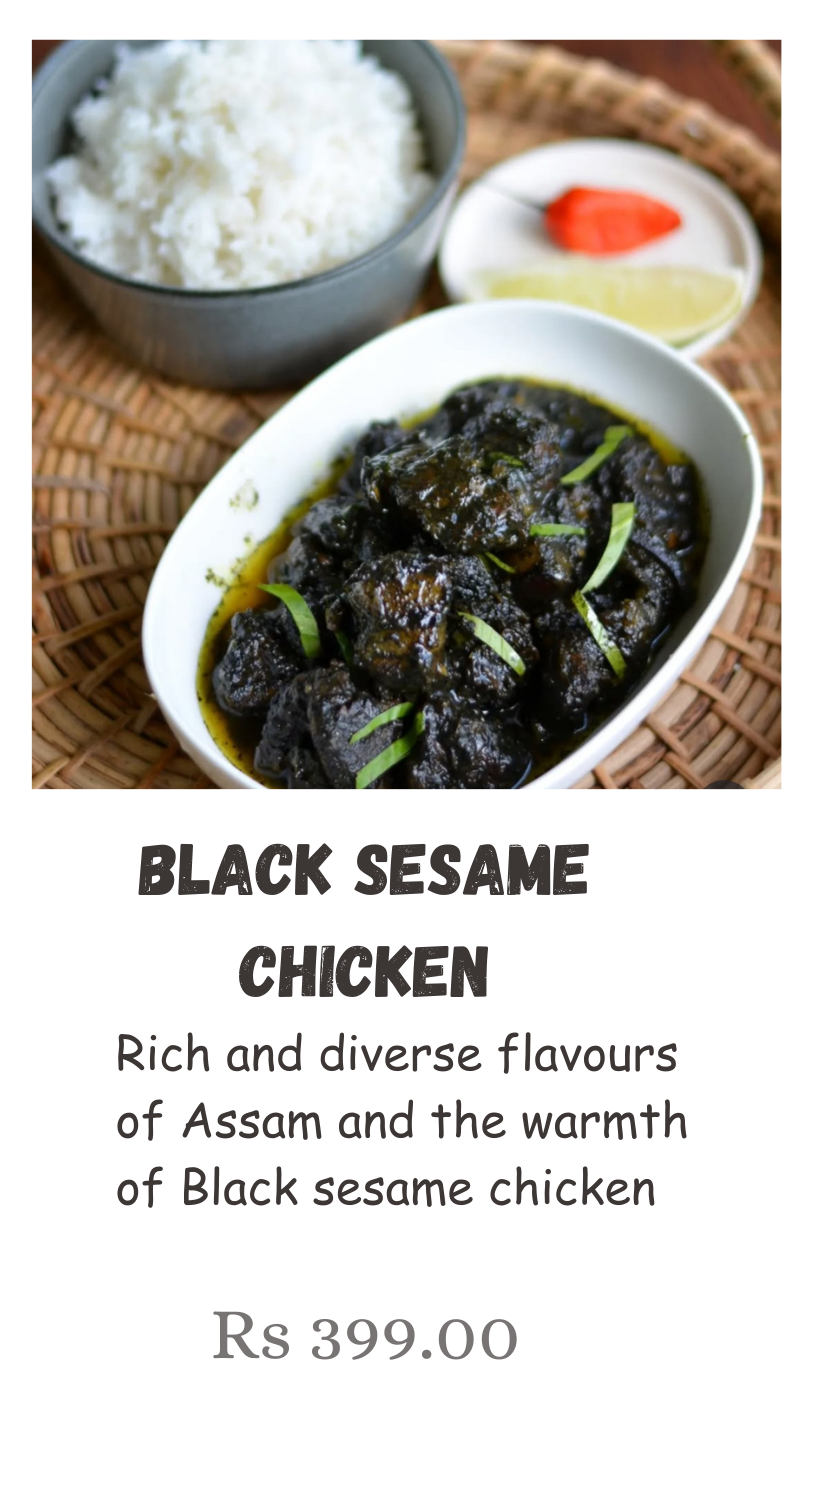 BLACK SESAME
CHICKEN
Rich and diverse flavours
of Assam and the warmth
of Black sesame chicken
Rs 399.00